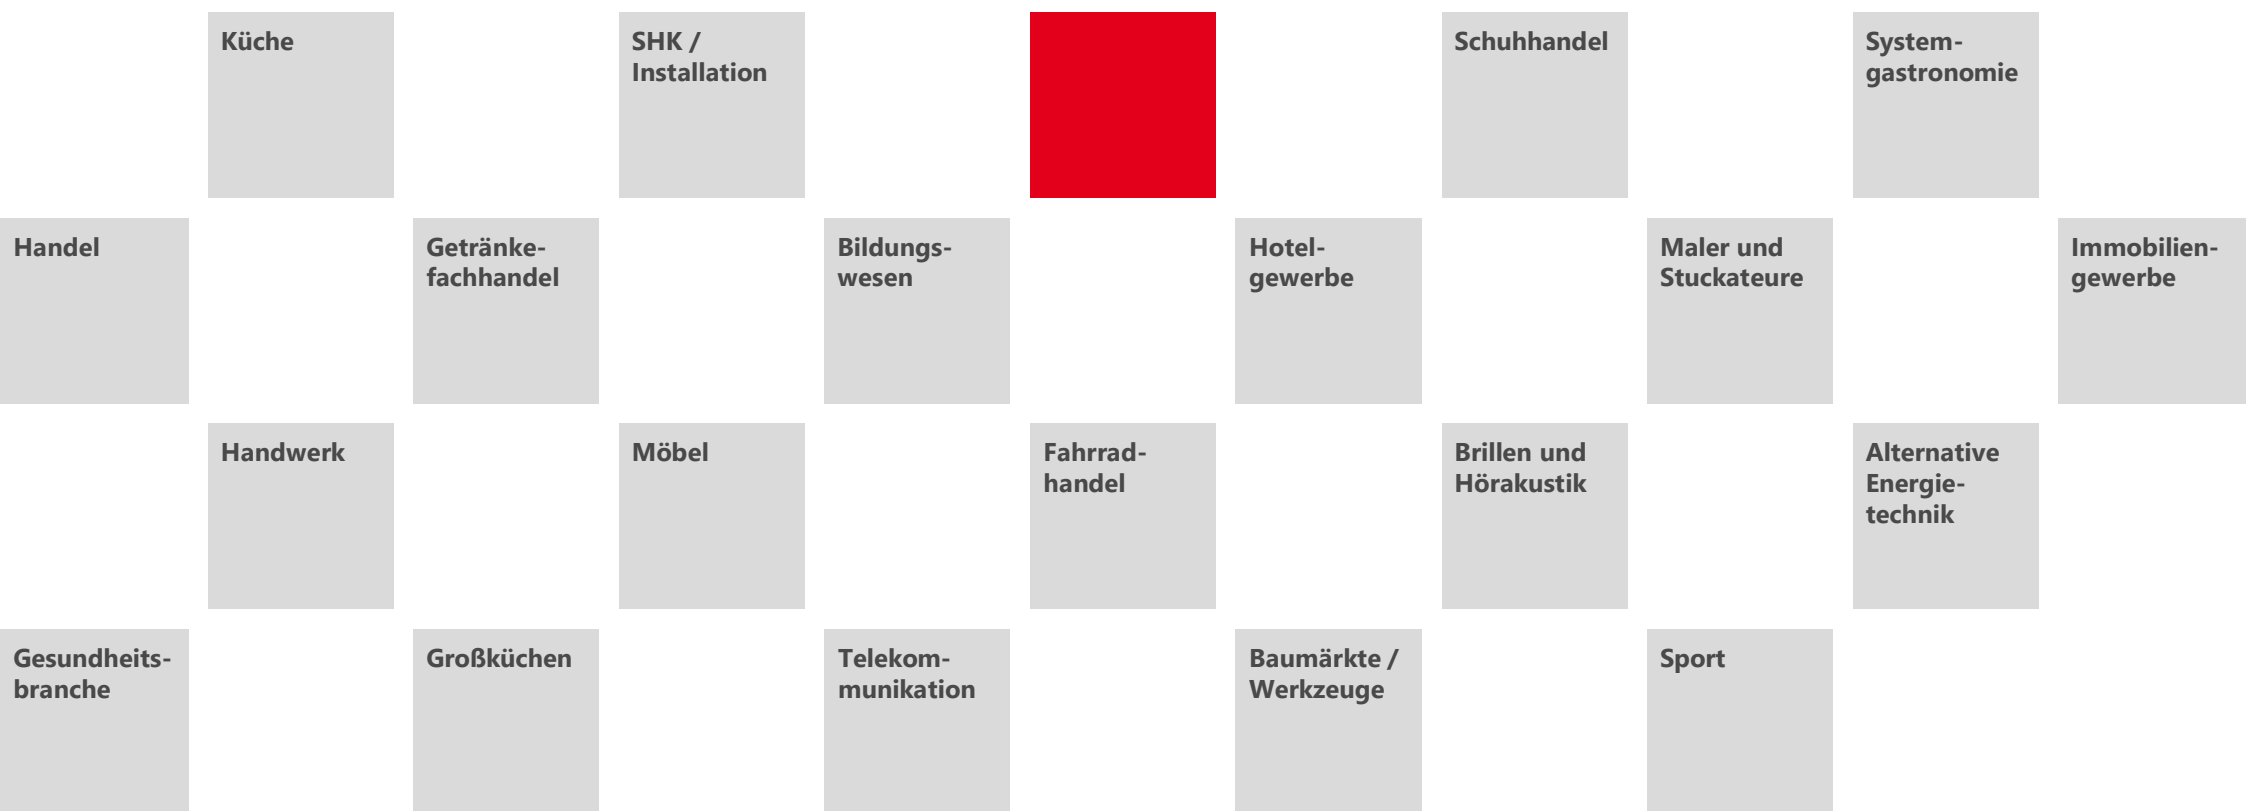 Küche
SHK /
Installation
Schuhhandel
System-
gastronomie
Handel
Getränke-
fachhandel
Bildungs-
wesen
Hotel-
gewerbe
Maler und
Stuckateure
Immobilien-
gewerbe
Handwerk
Möbel
Fahrrad-
handel
Brillen und
Hörakustik
Alternative
Energie-
technik
Gesundheits-
branche
Großküchen
Telekom-
munikation
Baumärkte /
Werkzeuge
Sport